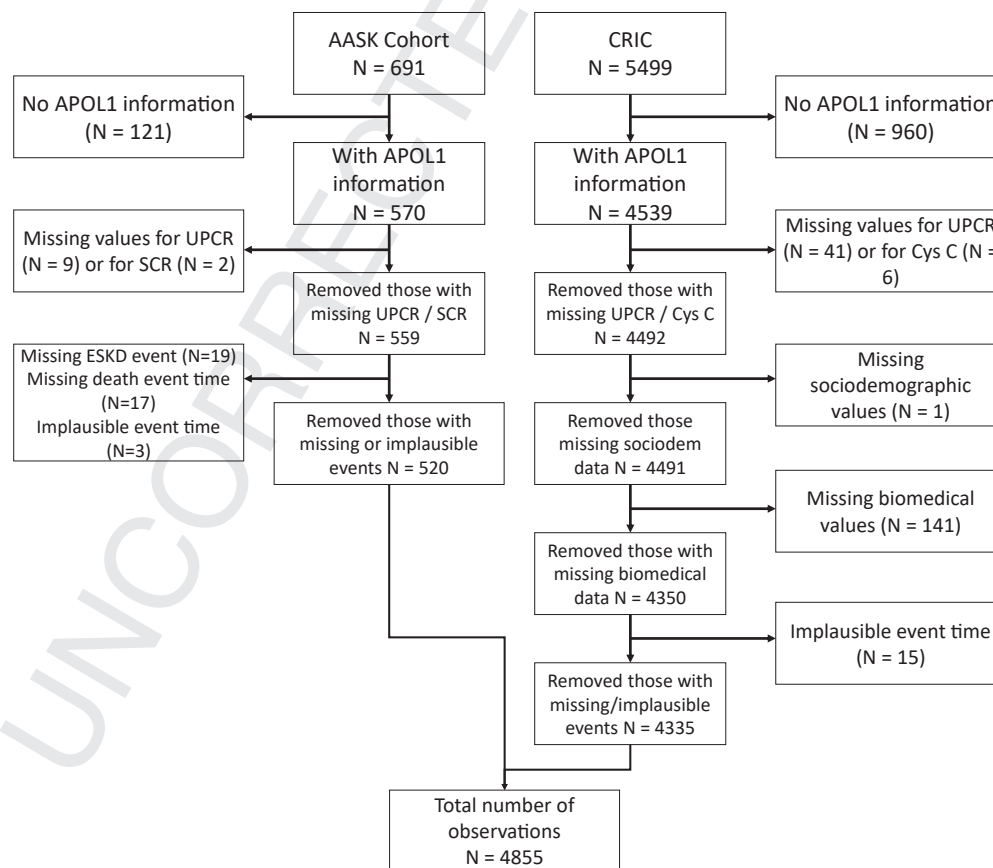 AASK Cohort
N = 691
CRIC
N = 5499
No APOL1 information
(N = 121)
No APOL1 information
(N = 960)
With APOL1
information
N = 570
With APOL1
information
N = 4539
Missing values for UPCR
(N = 9) or for SCR (N = 2)
Missing values for UPCR
(N = 41) or for Cys C (N =
6)
Removed those with
missing UPCR / SCR
N = 559
Removed those with
missing UPCR / Cys C
N = 4492
Missing ESKD event (N=19)
Missing death event time
(N=17)
Implausible event time
(N=3)
Missing
sociodemographic
values (N = 1)
Removed those with
missing or implausible
events N = 520
Removed those
missing sociodem
data N = 4491
Missing biomedical
values (N = 141)
Removed those with
missing biomedical
data N = 4350
Implausible event time
(N = 15)
Removed those with
missing/implausible
events N = 4335
Total number of
observations
N = 4855
UNCORRECTE